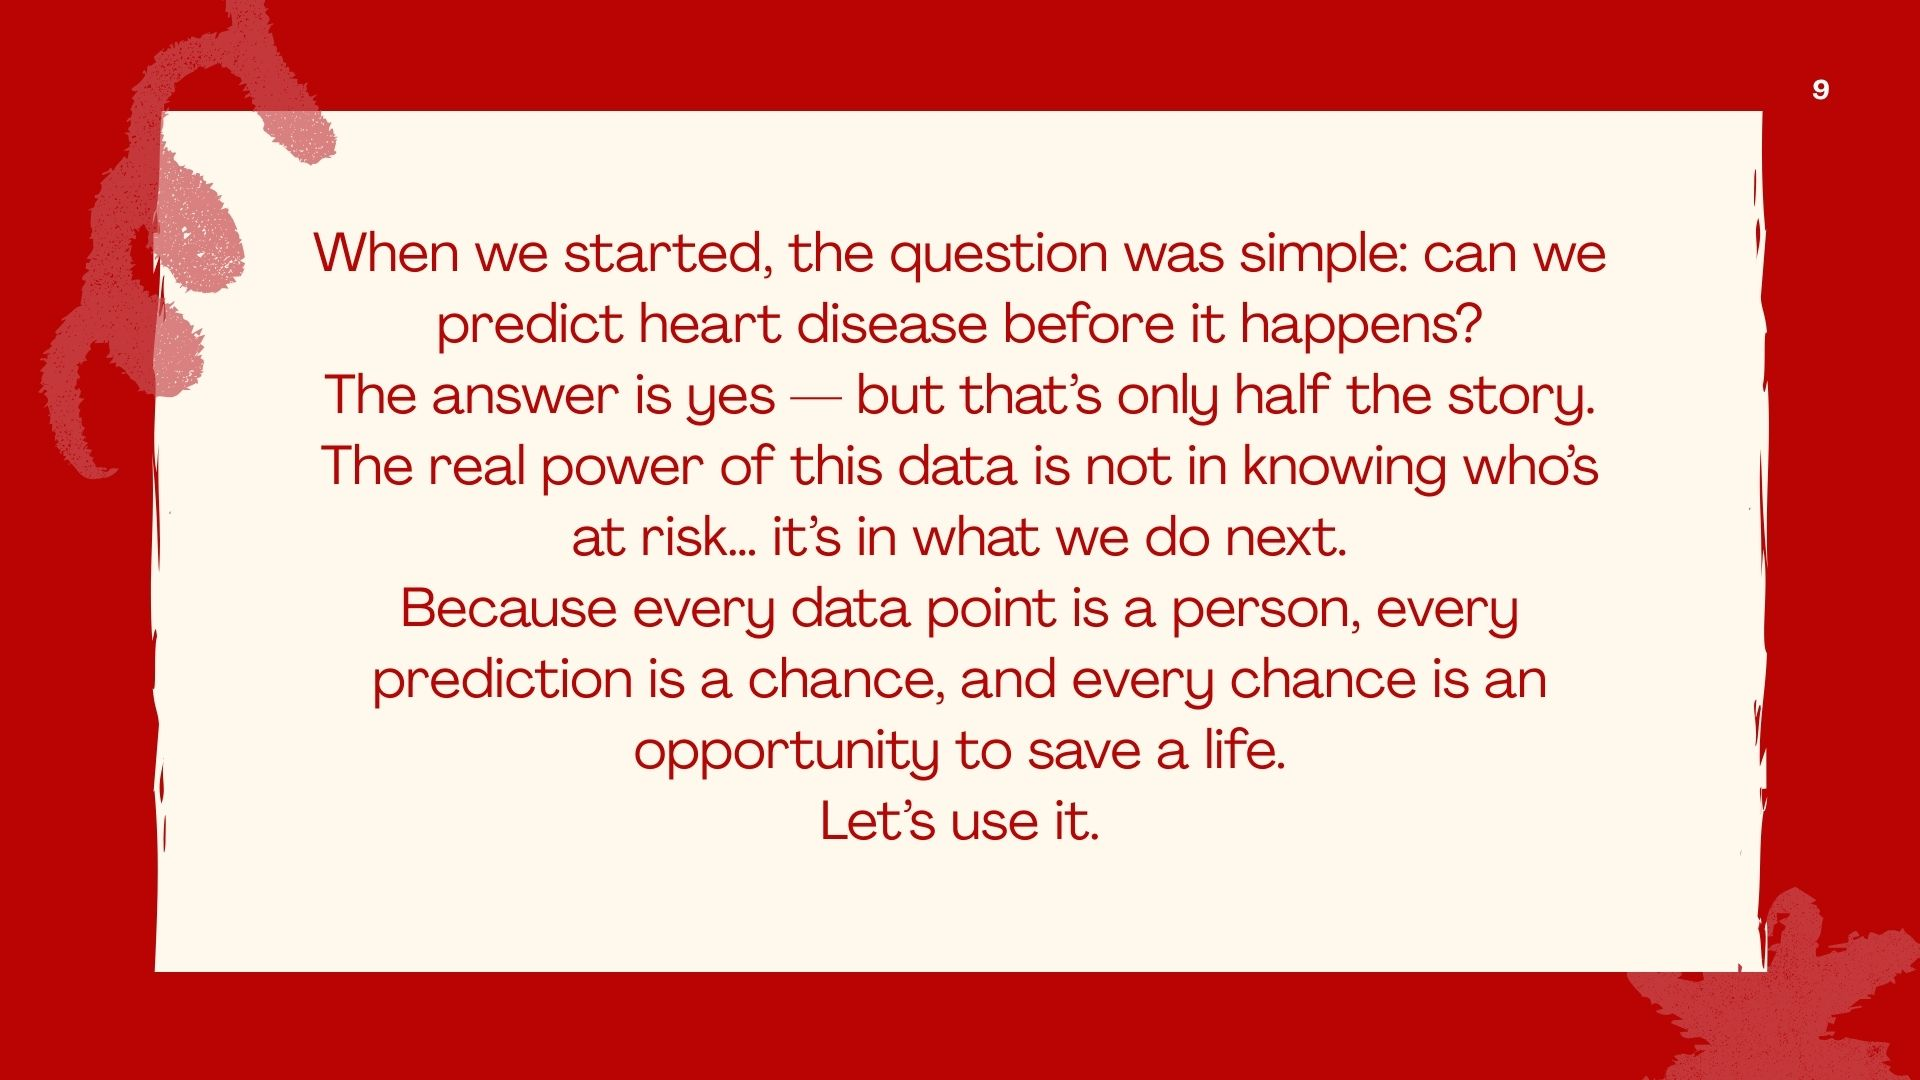 9
When we started, the question was simple: can we
predict heart disease before it happens?
The answer is yes — but that’s only half the story.
The real power of this data is not in knowing who’s
at risk... it’s in what we do next.
Because every data point is a person, every
prediction is a chance, and every chance is an
opportunity to save a life.
Let’s use it.